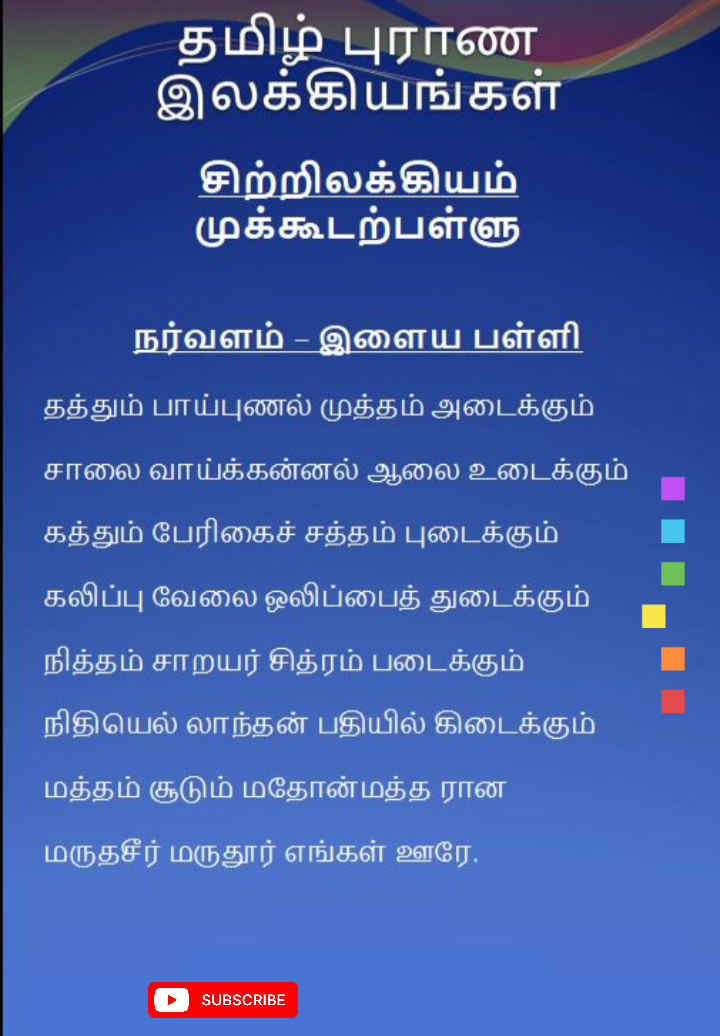 தமிழ் புராண
இலக்கியங்கள்
சிற்றிலக்கியம்
முக்கூடற்பள்ளு
நர்வளம் – இளைய பள்ளி
தத்தும் பாய்புணல் முத்தம் அடைக்கும்
சாலை வாய்க்கன்னல் ஆலை உடைக்கும்
கத்தும் பேரிகைச் சத்தம் புடைக்கும்
கலிப்பு வேலை ஒலிப்பைத் துடைக்கும்
நித்தம் சாறயர் சித்ரம் படைக்கும்
நிதியெல் லாந்தன் பதியில் கிடைக்கும்
மத்தம் சூடும் மதோன்மத்த ரான
மருதசீர் மருதூர் எங்கள் ஊரே.
SUBSCRIBE